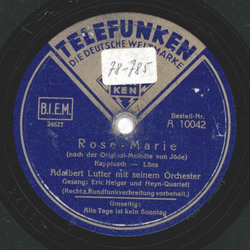 TELEFUNKEN
DIE DEUTSCHE WELTMARKE
78-785
KEN
B.I.E.M.
24627
Bestell-Nr.
A 10042
Rose-Marie
(nach der Original-Melodie von Jöde)
Kapplusch - Löns
Adalbert Lutter mit seinem Orchester
Gesang: Eric Helgar und Heyn-Quartett
(Rechtz. Rundfunkverbreitung vorbehalt.)
Umseitig:
Alle Tage ist kein Sonntag